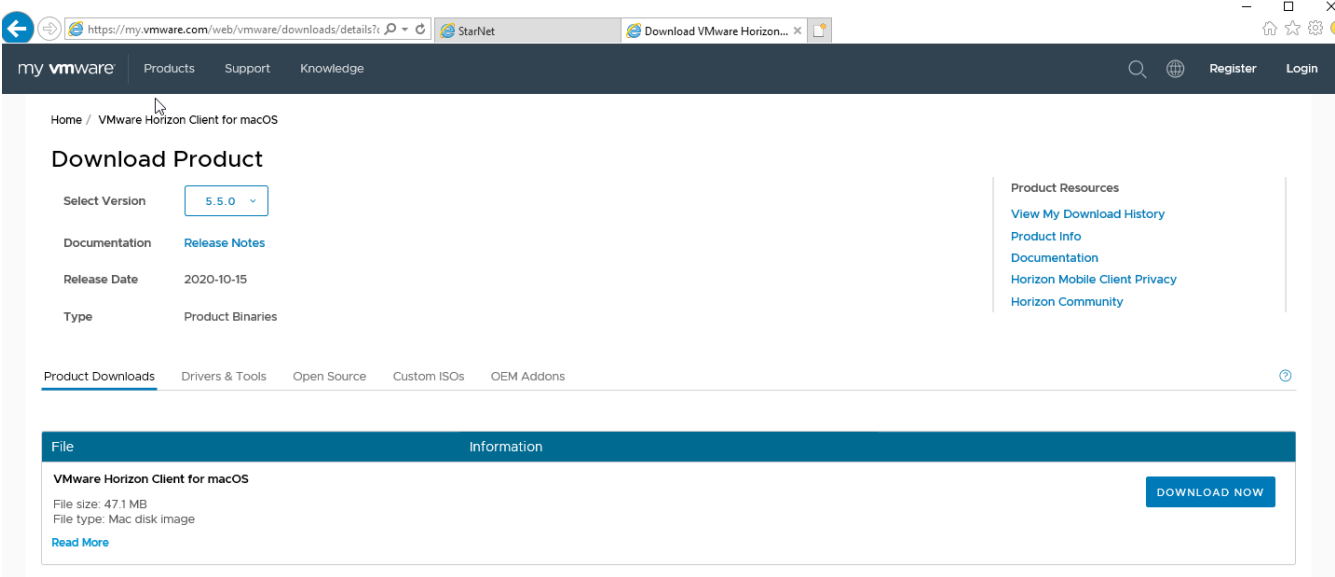 https://my.vmware.com/web/vmware/downloads/details?
StarNet
Download VMware Horizon...
my vmware
Products
Support
Knowledge
Register
Login
Home / VMware Horizon Client for macOS
Download Product
Select Version
5.5.0
Documentation
Release Notes
Release Date
2020-10-15
Type
Product Binaries
Product Resources
View My Download History
Product Info
Documentation
Horizon Mobile Client Privacy
Horizon Community
Product Downloads
Drivers & Tools
Open Source
Custom ISOs
OEM Addons
File
Information
VMware Horizon Client for macOS
File size: 47.1 MB
File type: Mac disk image
Read More
DOWNLOAD NOW